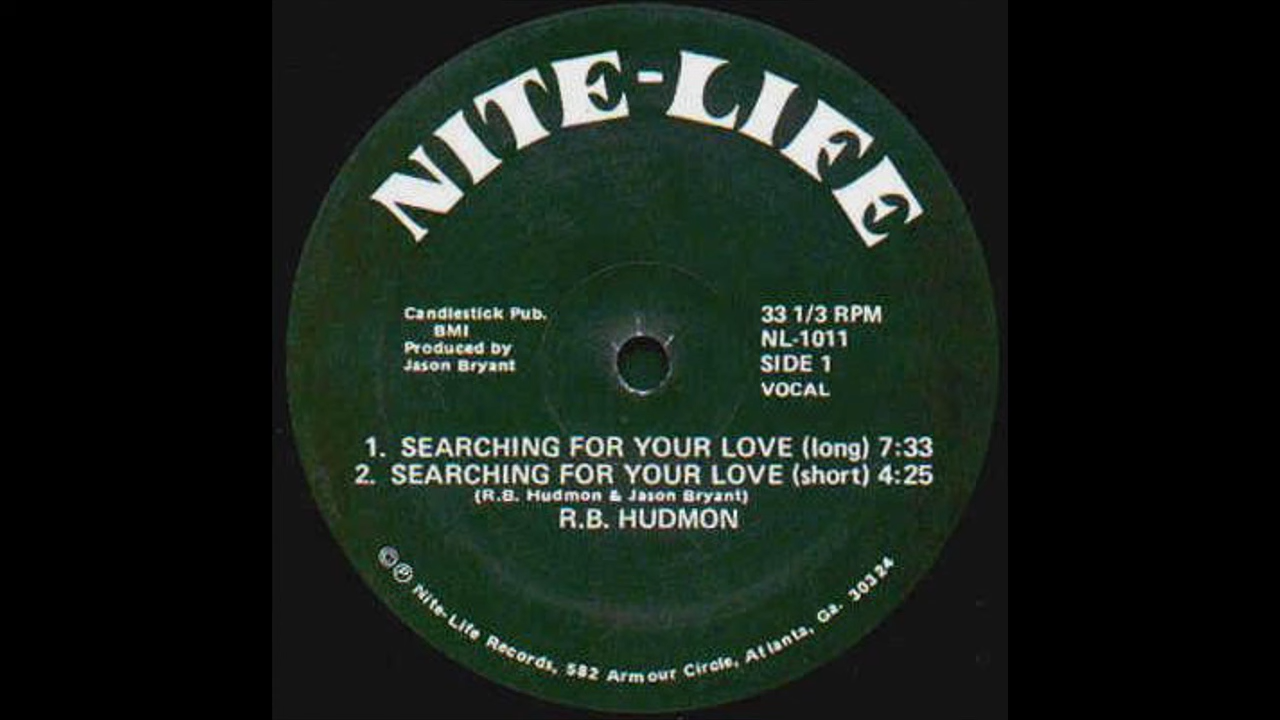 NITE-LIFE
Candlestick Pub.
BMI
Produced by
Jason Bryant
33 1/3 RPM
NL-1011
SIDE 1
VOCAL
1. SEARCHING FOR YOUR LOVE (long) 7:33
2. SEARCHING FOR YOUR LOVE (short) 4:25
(R.B. Hudmon & Jason Bryant)
R.B. HUDMON
©℗ Nite-Life Records, 582 Armour Circle, Atlanta, Ga. 30324